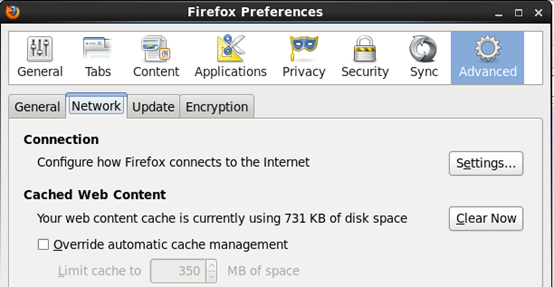 Firefox Preferences
General Tabs Content Applications Privacy Security Sync Advanced
General Network Update Encryption
Connection
Configure how Firefox connects to the Internet Settings...
Cached Web Content
Your web content cache is currently using 731 KB of disk space Clear Now
Override automatic cache management
Limit cache to 350 MB of space